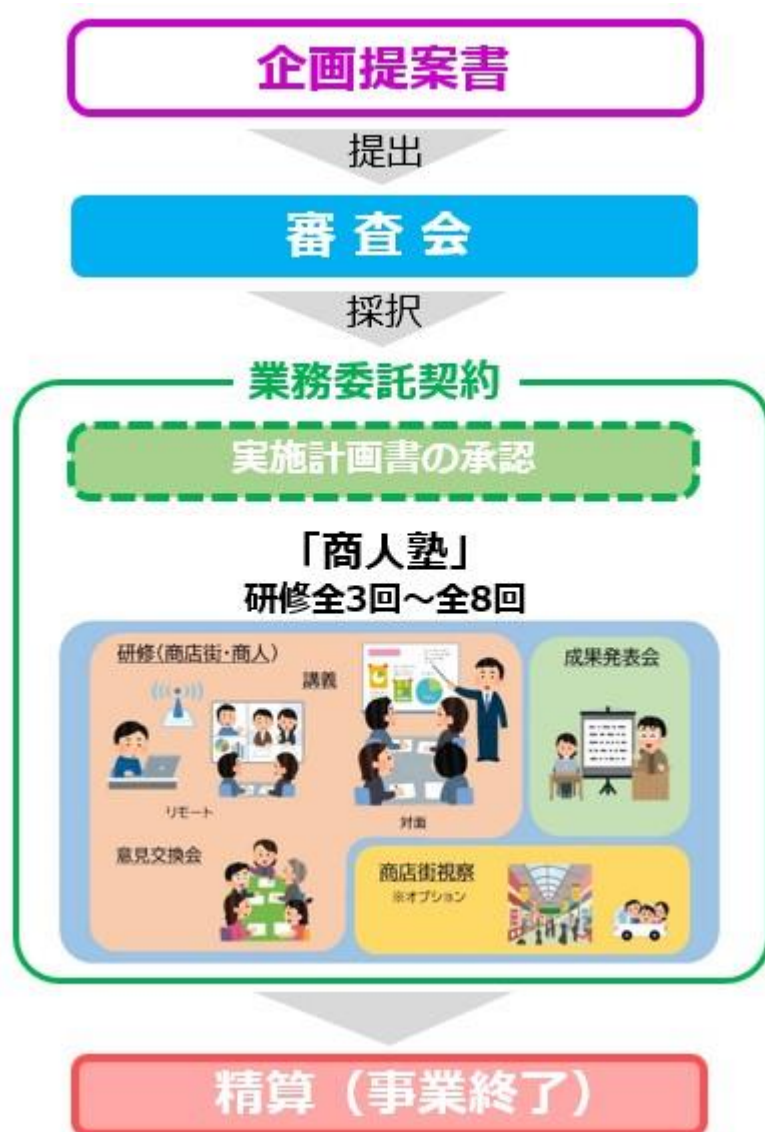 企画提案書
提出
審査会
採択
業務委託契約
実施計画書の承認
「商人塾」
研修全3回～全8回
研修(商店街・商人)
講義
リモート
対面
意見交換会
成果発表会
商店街視察
※オプション
精算（事業終了）